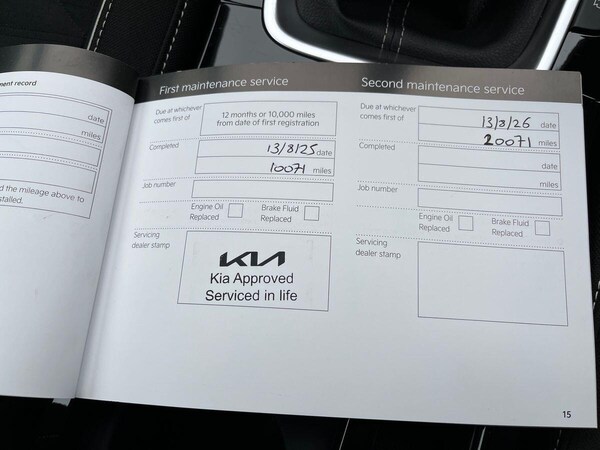 ment record
date
miles
d the mileage above to
stalled.
First maintenance service
Due at whichever
comes first of
12 months or 10,000 miles
from date of first registration
Completed
13/8/25 date
10071 miles
Job number
Engine Oil
Replaced
Brake Fluid
Replaced
Servicing
dealer stamp
KIA
Kia Approved
Serviced in life
Second maintenance service
Due at whichever
comes first of
13/8/26 date
20071 miles
Completed
date
miles
Job number
Engine Oil
Replaced
Brake Fluid
Replaced
Servicing
dealer stamp
15